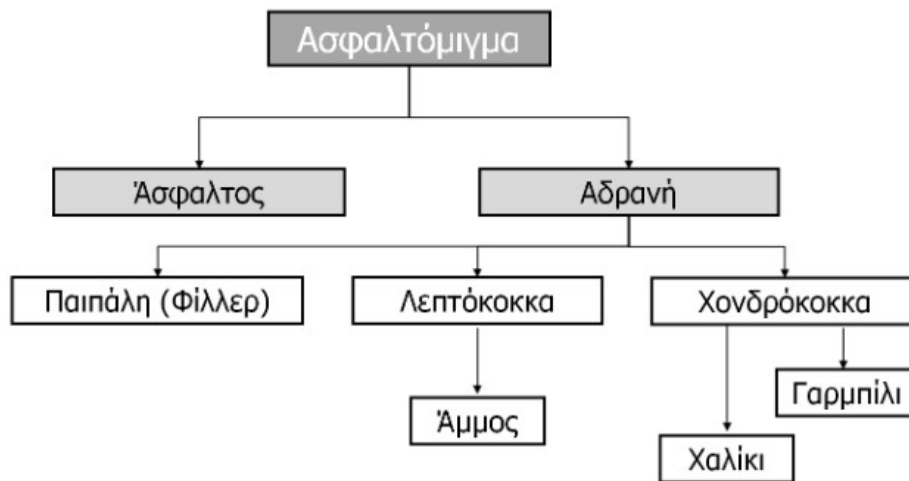 Ασφαλτόμιγμα
Άσφαλτος
Αδρανή
Παιπάλη (Φίλλερ)
Λεπτόκοκκα
Χονδρόκοκκα
Γαρμπίλι
Άμμος
Χαλίκι